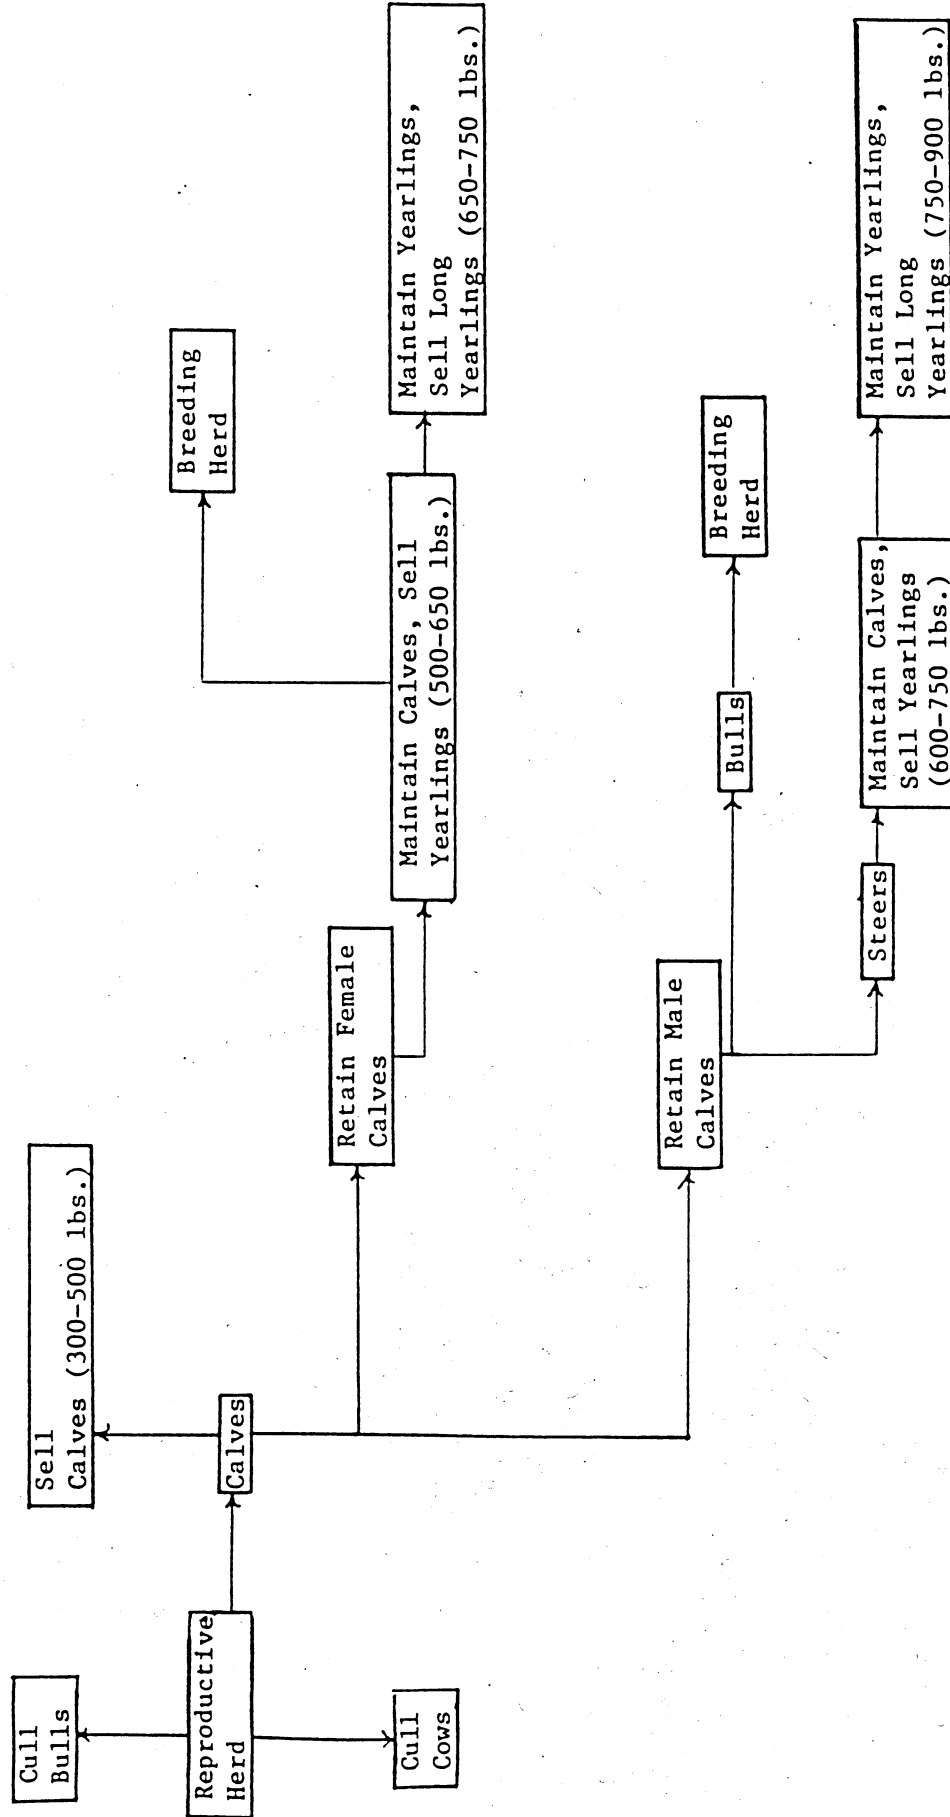 Cull
Bulls
Reproductive
Herd
Cull
Cows
Sell
Calves (300-500 lbs.)
Calves
Retain Female
Calves
Maintain Calves, Sell
Yearlings (500-650 lbs.)
Breeding
Herd
Maintain Yearlings,
Sell Long
Yearlings (650-750 lbs.)
Retain Male
Calves
Bulls
Breeding
Herd
Steers
Maintain Calves,
Sell Yearlings
(600-750 lbs.)
Maintain Yearlings,
Sell Long
Yearlings (750-900 lbs.)